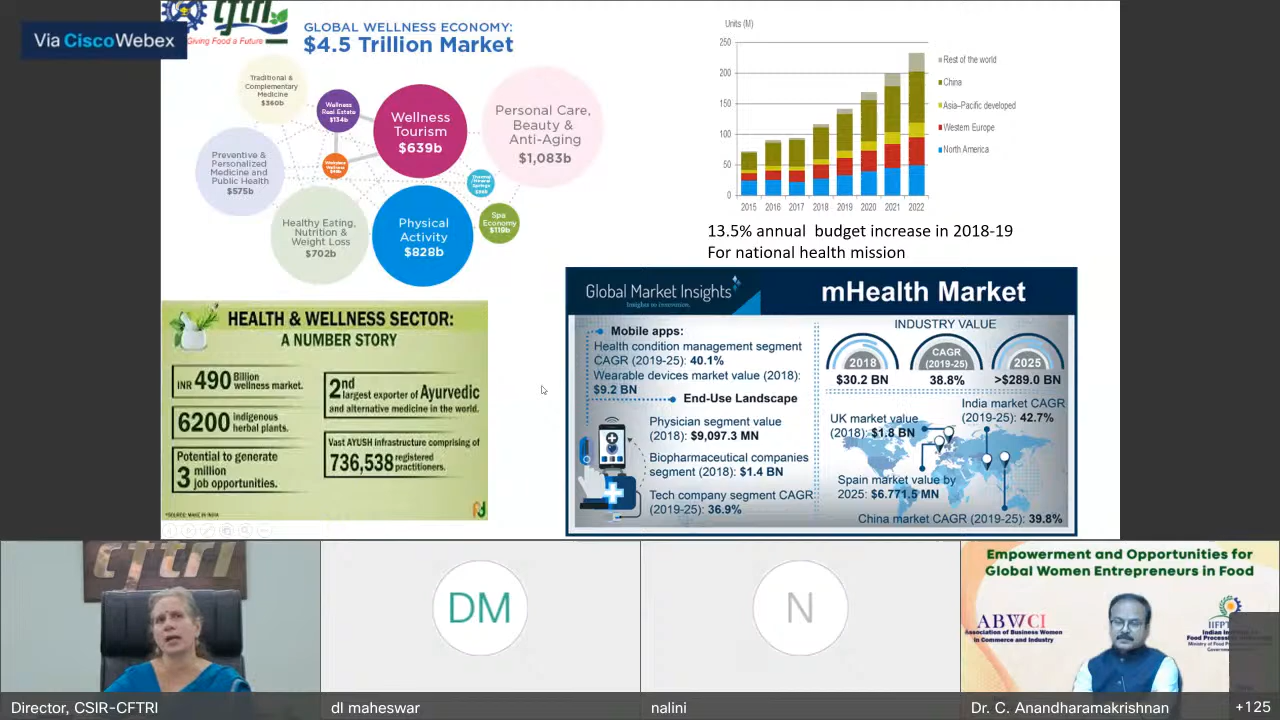 Via Cisco Webex
cftri
Giving Food a Future
GLOBAL WELLNESS ECONOMY:
$4.5 Trillion Market
Traditional &
Complementary
Medicine
$360b
Wellness
Real Estate
$134b
Wellness
Tourism
$639b
Personal Care,
Beauty &
Anti-Aging
$1,083b
Preventive &
Personalized
Medicine and
Public Health
$575b
Healthy Eating,
Nutrition &
Weight Loss
$702b
Physical
Activity
$828b
Spa
Economy
$119b
Units (M)
250
200
150
100
50
0
2015 2016 2017 2018 2019 2020 2021 2022
Rest of the world
China
Asia–Pacific developed
Western Europe
North America
13.5% annual budget increase in 2018-19
For national health mission
HEALTH & WELLNESS SECTOR:
A NUMBER STORY
INR 490 Billion
wellness market.
6200 indigenous
herbal plants.
Potential to generate
3 million
job opportunities.
2nd
largest exporter of Ayurvedic
and alternative medicine in the world.
Vast AYUSH infrastructure comprising of
736,538 registered
practitioners.
*SOURCE: MAKE IN INDIA
Global Market Insights
Insights to Innovation
mHealth Market
Mobile apps:
Health condition management segment
CAGR (2019-25): 40.1%
Wearable devices market value (2018):
$9.2 BN
End-Use Landscape
Physician segment value
(2018): $9,097.3 MN
Biopharmaceutical companies
segment (2018): $1.4 BN
Tech company segment CAGR
(2019-25): 36.9%
INDUSTRY VALUE
2018
$30.2 BN
CAGR
(2019-25)
38.8%
2025
>$289.0 BN
India market CAGR
(2019-25): 42.7%
UK market value
(2018): $1.8 BN
Spain market value by
2025: $6.771.5 MN
China market CAGR (2019-25): 39.8%
cftri
Director, CSIR-CFTRI
DM
dl maheswar
N
nalini
Empowerment and Opportunities for
Global Women Entrepreneurs in Food
ABWCI
Association of Business Women
in Commerce and Industry
IIFPT
Dr. C. Anandharamakrishnan
+125